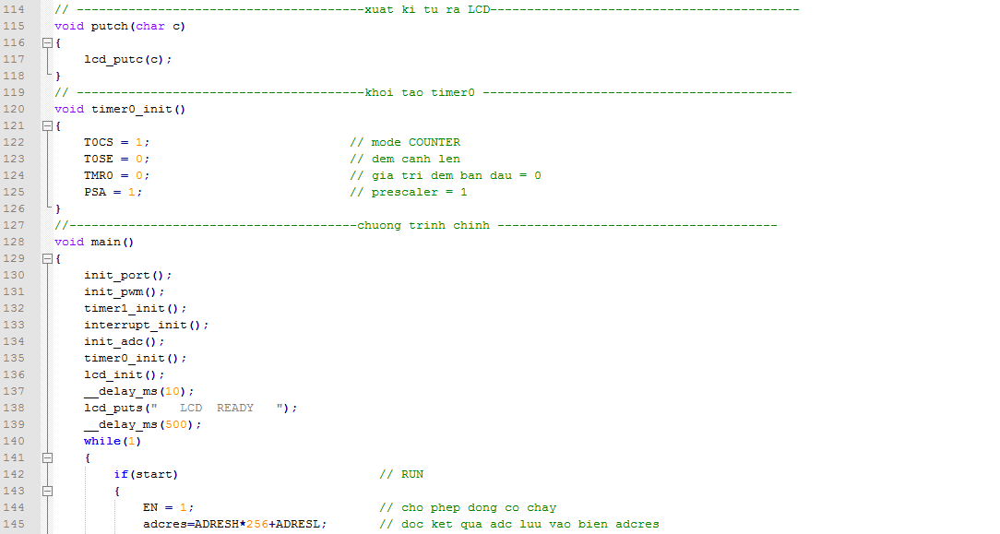 114 // ---------------------------------------xuat ki tu ra LCD------------------------------------------
115 void putch(char c)
116 {
117 lcd_putc(c);
118 }
119 // ---------------------------------------khoi tao timer0 ------------------------------------------
120 void timer0_init()
121 {
122 T0CS = 1; // mode COUNTER
123 T0SE = 0; // dem canh len
124 TMR0 = 0; // gia tri dem ban dau = 0
125 PSA = 1; // prescaler = 1
126 }
127 //---------------------------------------chuong trinh chinh --------------------------------------
128 void main()
129 {
130 init_port();
131 init_pwm();
132 timer1_init();
133 interrupt_init();
134 init_adc();
135 timer0_init();
136 lcd_init();
137 __delay_ms(10);
138 lcd_puts("   LCD  READY   ");
139 __delay_ms(500);
140 while(1)
141 {
142 if(start) // RUN
143 {
144 EN = 1; // cho phep dong co chay
145 adcres=ADRESH*256+ADRESL; // doc ket qua adc luu vao bien adcres